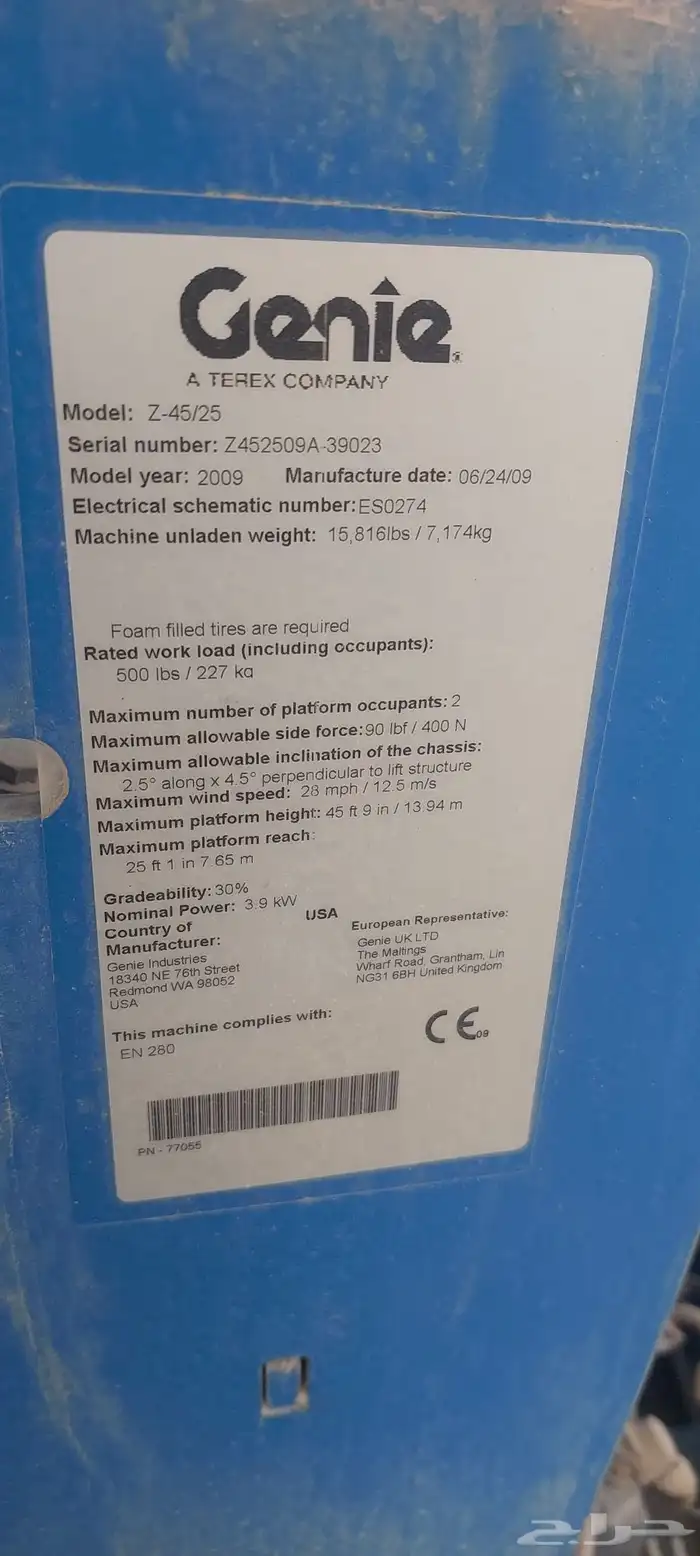 Genie
A TEREX COMPANY
Model: Z-45/25
Serial number: Z452509A-39023
Model year: 2009 Manufacture date: 06/24/09
Electrical schematic number:ES0274
Machine unladen weight: 15,816lbs / 7,174kg
Foam filled tires are required
Rated work load (including occupants):
500 lbs / 227 kg
Maximum number of platform occupants: 2
Maximum allowable side force:90 lbf / 400 N
Maximum allowable inclination of the chassis:
2.5° along x 4.5° perpendicular to lift structure
Maximum wind speed: 28 mph / 12.5 m/s
Maximum platform height: 45 ft 9 in / 13.94 m
Maximum platform reach:
25 ft 1 in 7.65 m
Gradeability: 30%
Nominal Power: 3.9 kW
Country of
Manufacturer: USA
Genie Industries
18340 NE 76th Street
Redmond WA 98052
USA
European Representative:
Genie UK LTD
The Maltings
Wharf Road, Grantham, Lin
NG31 6BH United Kingdom
This machine complies with:
EN 280
CE 09
PN - 77055
حراج